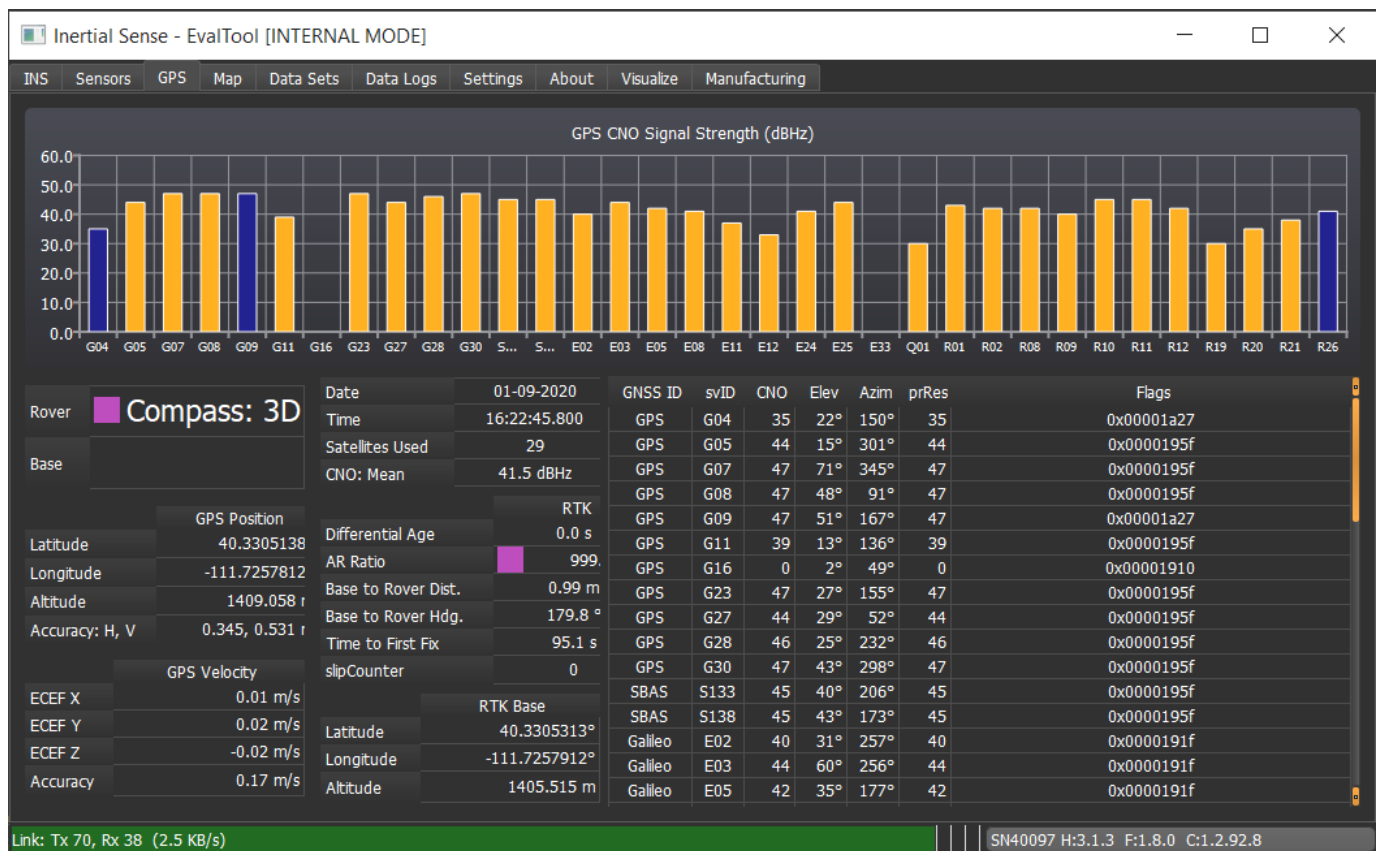 Inertial Sense - EvalTool [INTERNAL MODE]
INS Sensors GPS Map Data Sets Data Logs Settings About Visualize Manufacturing
GPS CNO Signal Strength (dBHz)
60.0
50.0
40.0
30.0
20.0
10.0
0.0
G04 G05 G07 G08 G09 G11 G16 G23 G27 G28 G30 S... S... E02 E03 E05 E08 E11 E12 E24 E25 E33 Q01 R01 R02 R08 R09 R10 R11 R12 R19 R20 R21 R26
Rover Compass: 3D
Base
GPS Position
Latitude 40.3305138
Longitude -111.7257812
Altitude 1409.058
Accuracy: H, V 0.345, 0.531
GPS Velocity
ECEF X 0.01 m/s
ECEF Y 0.02 m/s
ECEF Z -0.02 m/s
Accuracy 0.17 m/s
Date 01-09-2020
Time 16:22:45.800
Satellites Used 29
CNO: Mean 41.5 dBHz
RTK
Differential Age 0.0 s
AR Ratio 999.
Base to Rover Dist. 0.99 m
Base to Rover Hdg. 179.8 °
Time to First Fix 95.1 s
slipCounter 0
RTK Base
Latitude 40.3305313°
Longitude -111.7257912°
Altitude 1405.515 m
GNSS ID svID CNO Elev Azim prRes Flags
GPS G04 35 22° 150° 35 0x00001a27
GPS G05 44 15° 301° 44 0x0000195f
GPS G07 47 71° 345° 47 0x0000195f
GPS G08 47 48° 91° 47 0x0000195f
GPS G09 47 51° 167° 47 0x00001a27
GPS G11 39 13° 136° 39 0x0000195f
GPS G16 0 2° 49° 0 0x00001910
GPS G23 47 27° 155° 47 0x0000195f
GPS G27 44 29° 52° 44 0x0000195f
GPS G28 46 25° 232° 46 0x0000195f
GPS G30 47 43° 298° 47 0x0000195f
SBAS S133 45 40° 206° 45 0x0000195f
SBAS S138 45 43° 173° 45 0x0000195f
Galileo E02 40 31° 257° 40 0x0000191f
Galileo E03 44 60° 256° 44 0x0000191f
Galileo E05 42 35° 177° 42 0x0000191f
Link: Tx 70, Rx 38 (2.5 KB/s)
SN40097 H:3.1.3 F:1.8.0 C:1.2.92.8